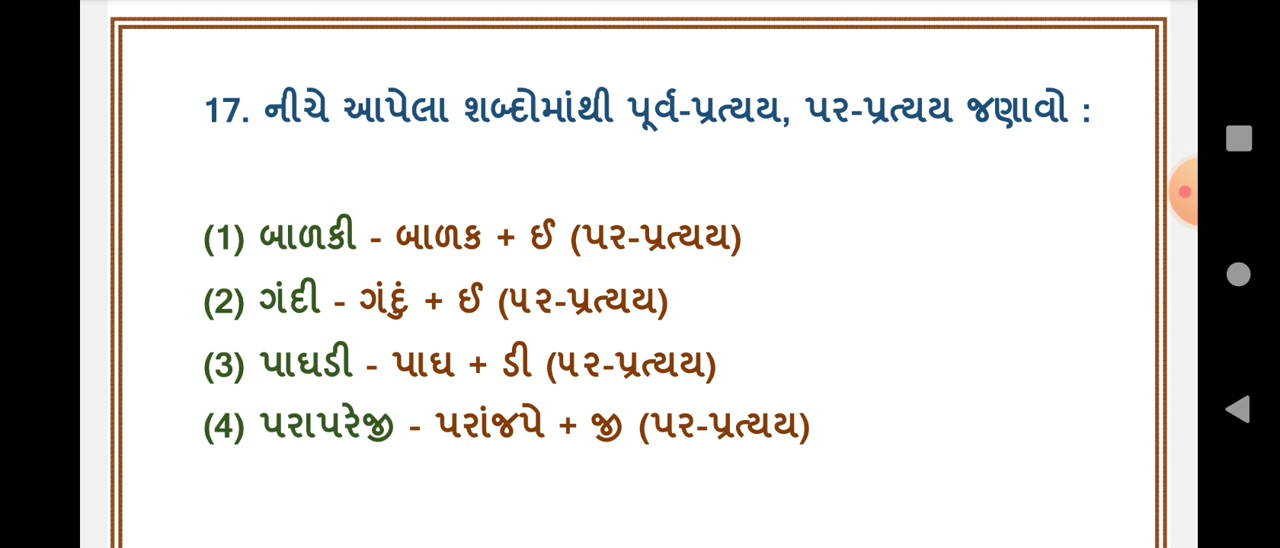 17. નીચે આપેલા શબ્દોમાંથી પૂર્વ-પ્રત્યય, પર-પ્રત્યય જણાવો :
(1) બાળકી - બાળક + ઈ (પર-પ્રત્યય)
(2) ગંદી - ગંદું + ઈ (પર-પ્રત્યય)
(3) પાઘડી - પાઘ + ડી (પર-પ્રત્યય)
(4) પરાપરેજી - પરાંજપે + જી (પર-પ્રત્યય)